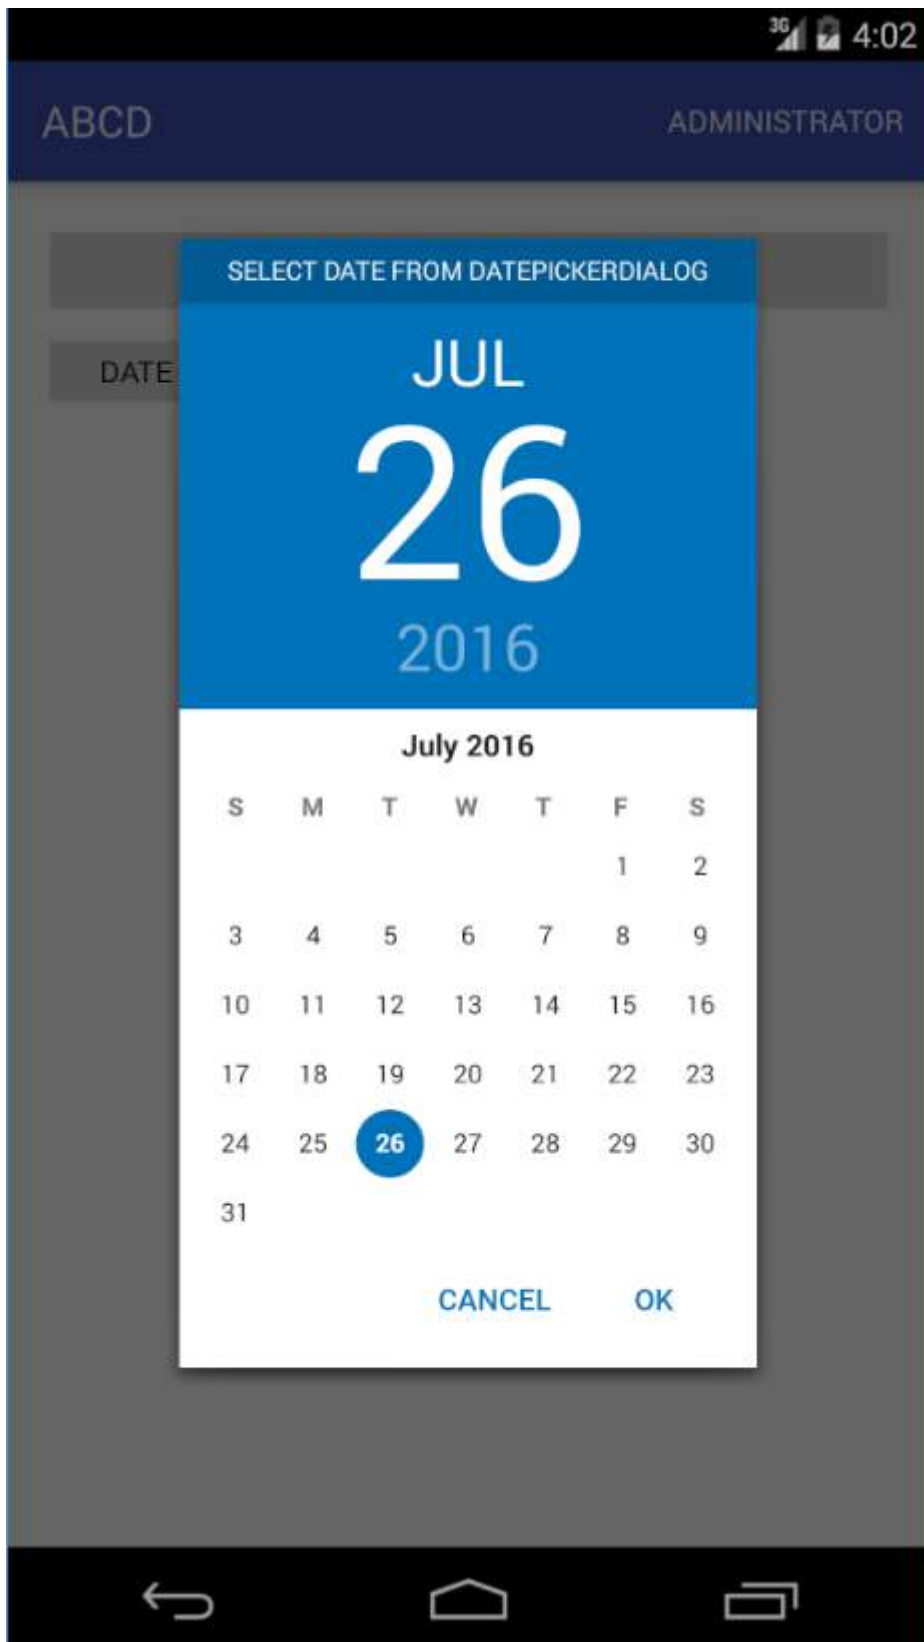 3G 4:02
ABCD ADMINISTRATOR
SELECT DATE FROM DATEPICKERDIALOG
DATE
JUL
26
2016
July 2016
S M T W T F S
1 2
3 4 5 6 7 8 9
10 11 12 13 14 15 16
17 18 19 20 21 22 23
24 25 26 27 28 29 30
31
CANCEL OK